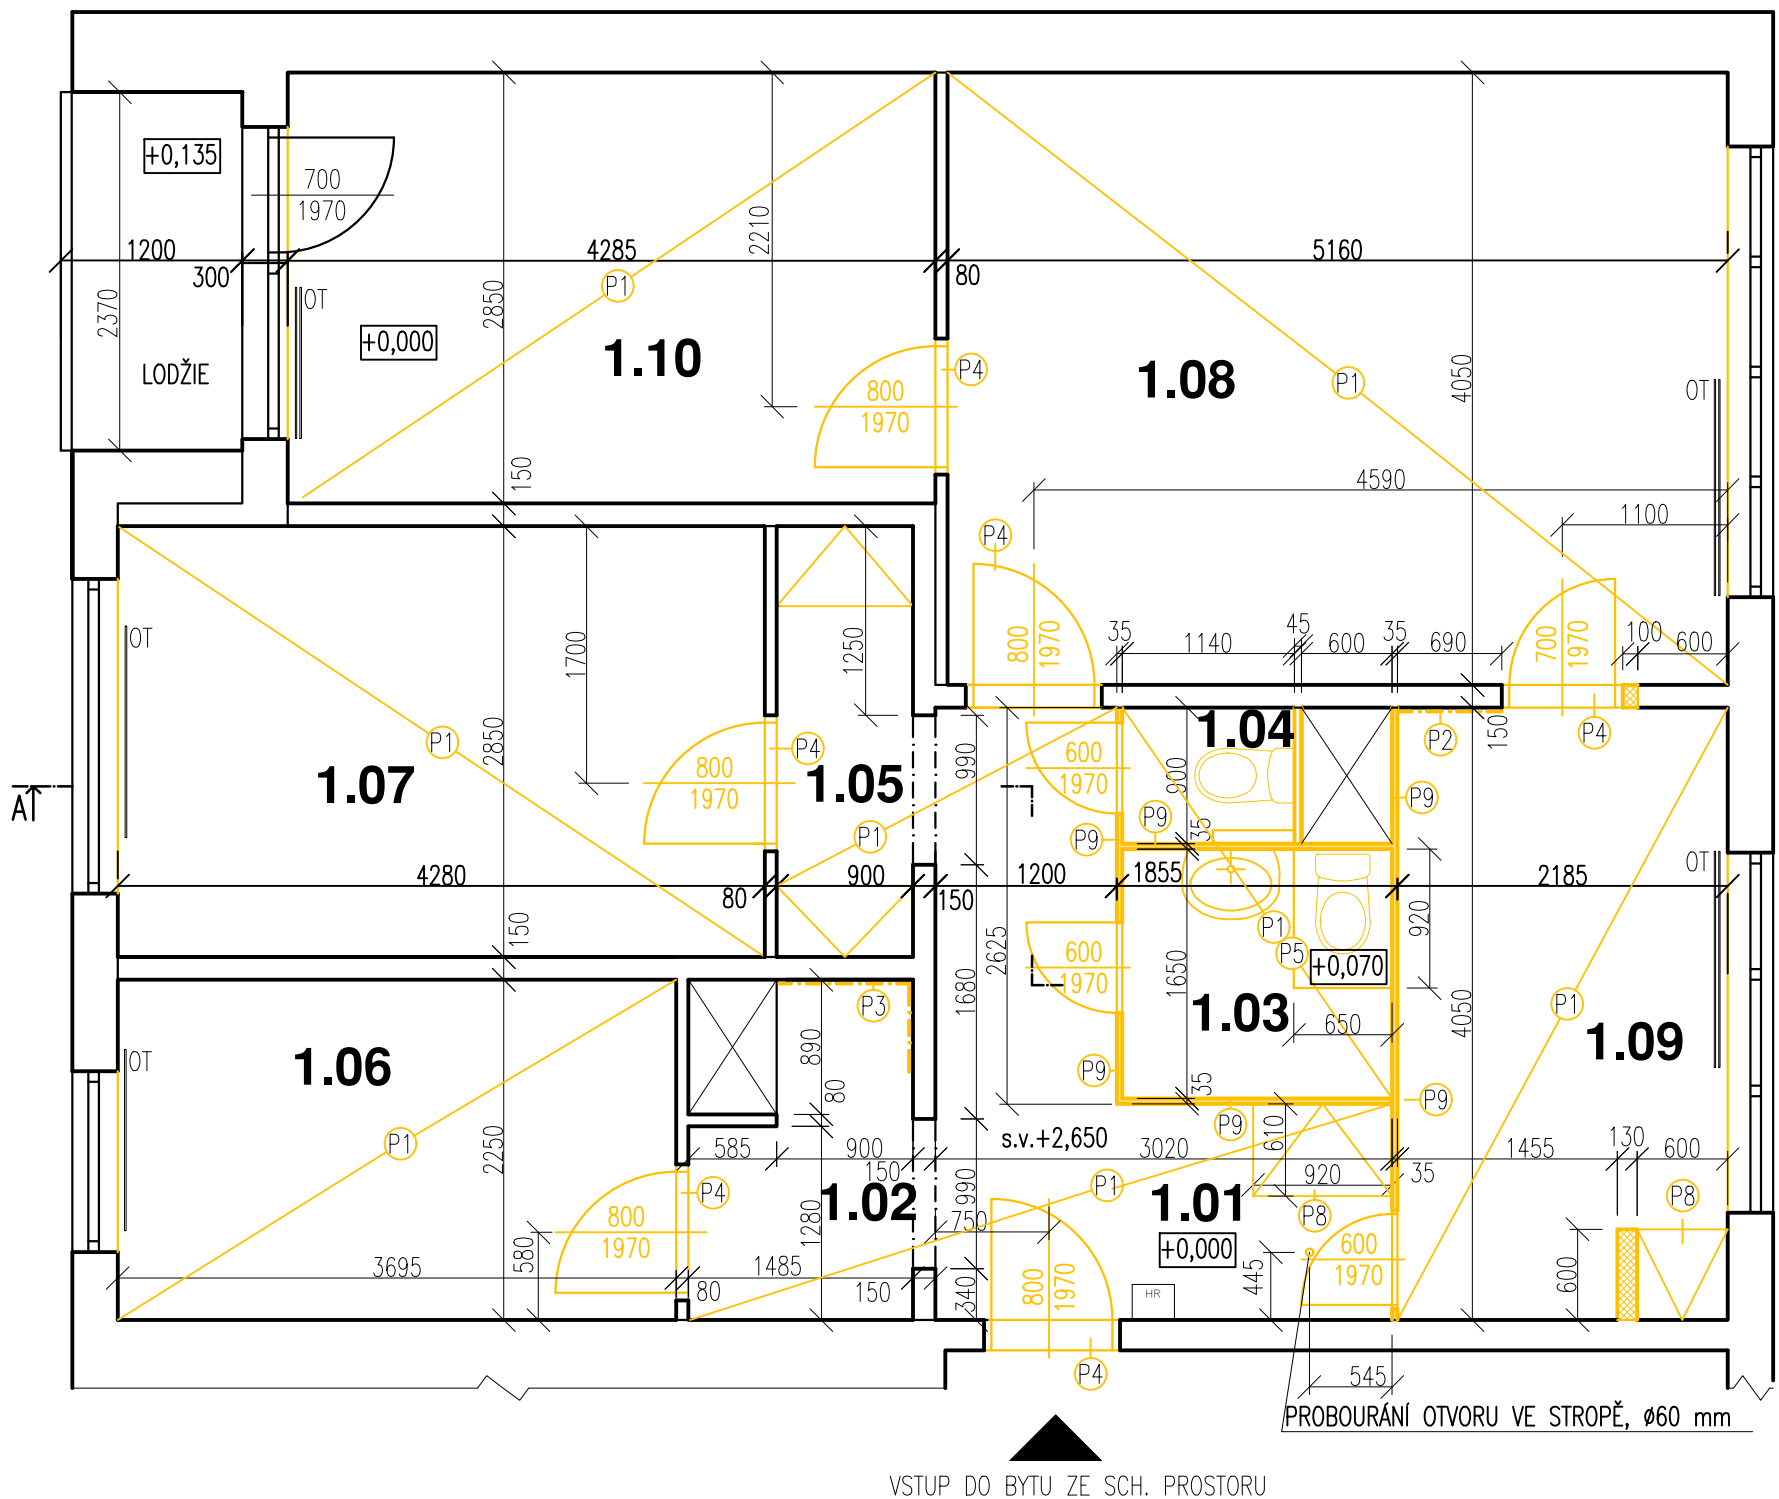 +0,135
700
1970
1200
300
2370
LODŽIE
OT
+0,000
4285
P1
2850
2210
1.10
150
80
5160
P4
800
1970
1.08
P1
4050
OT
4590
1100
P4
800
1970
35
1140
45
600
35
690
700
1970
100
600
P4
150
P2
OT
1700
2850
P1
1.07
A
4280
80
150
800
1970
P4
1250
1.05
P1
900
150
990
1200
2625
1680
600
1970
P9
900
P9
35
1.04
1855
P9
2185
OT
920
P1
P5
+0,070
1650
1.03
650
600
1970
P9
35
P9
P9
4050
P1
1.09
OT
1.06
P1
2250
3695
580
800
1970
P4
80
P3
890
80
585
900
150
1.02
1280
1485
150
s.v.+2,650
3020
990
750
340
P1
1.01
+0,000
610
920
P8
35
1455
130
600
P8
600
600
1970
445
HR
800
1970
P4
545
PROBOURÁNÍ OTVORU VE STROPĚ, ø60 mm
VSTUP DO BYTU ZE SCH. PROSTORU